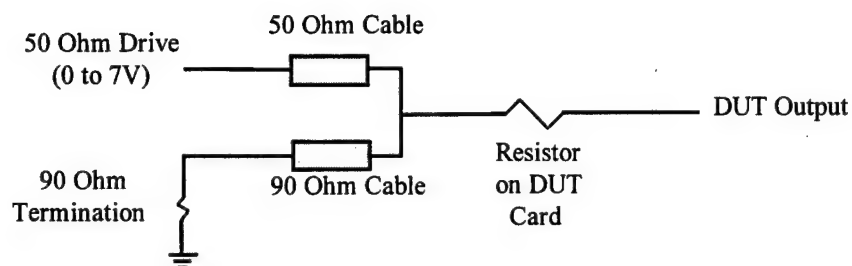 50 Ohm Drive
(0 to 7V)
50 Ohm Cable
DUT Output
90 Ohm Cable
90 Ohm
Termination
Resistor
on DUT
Card